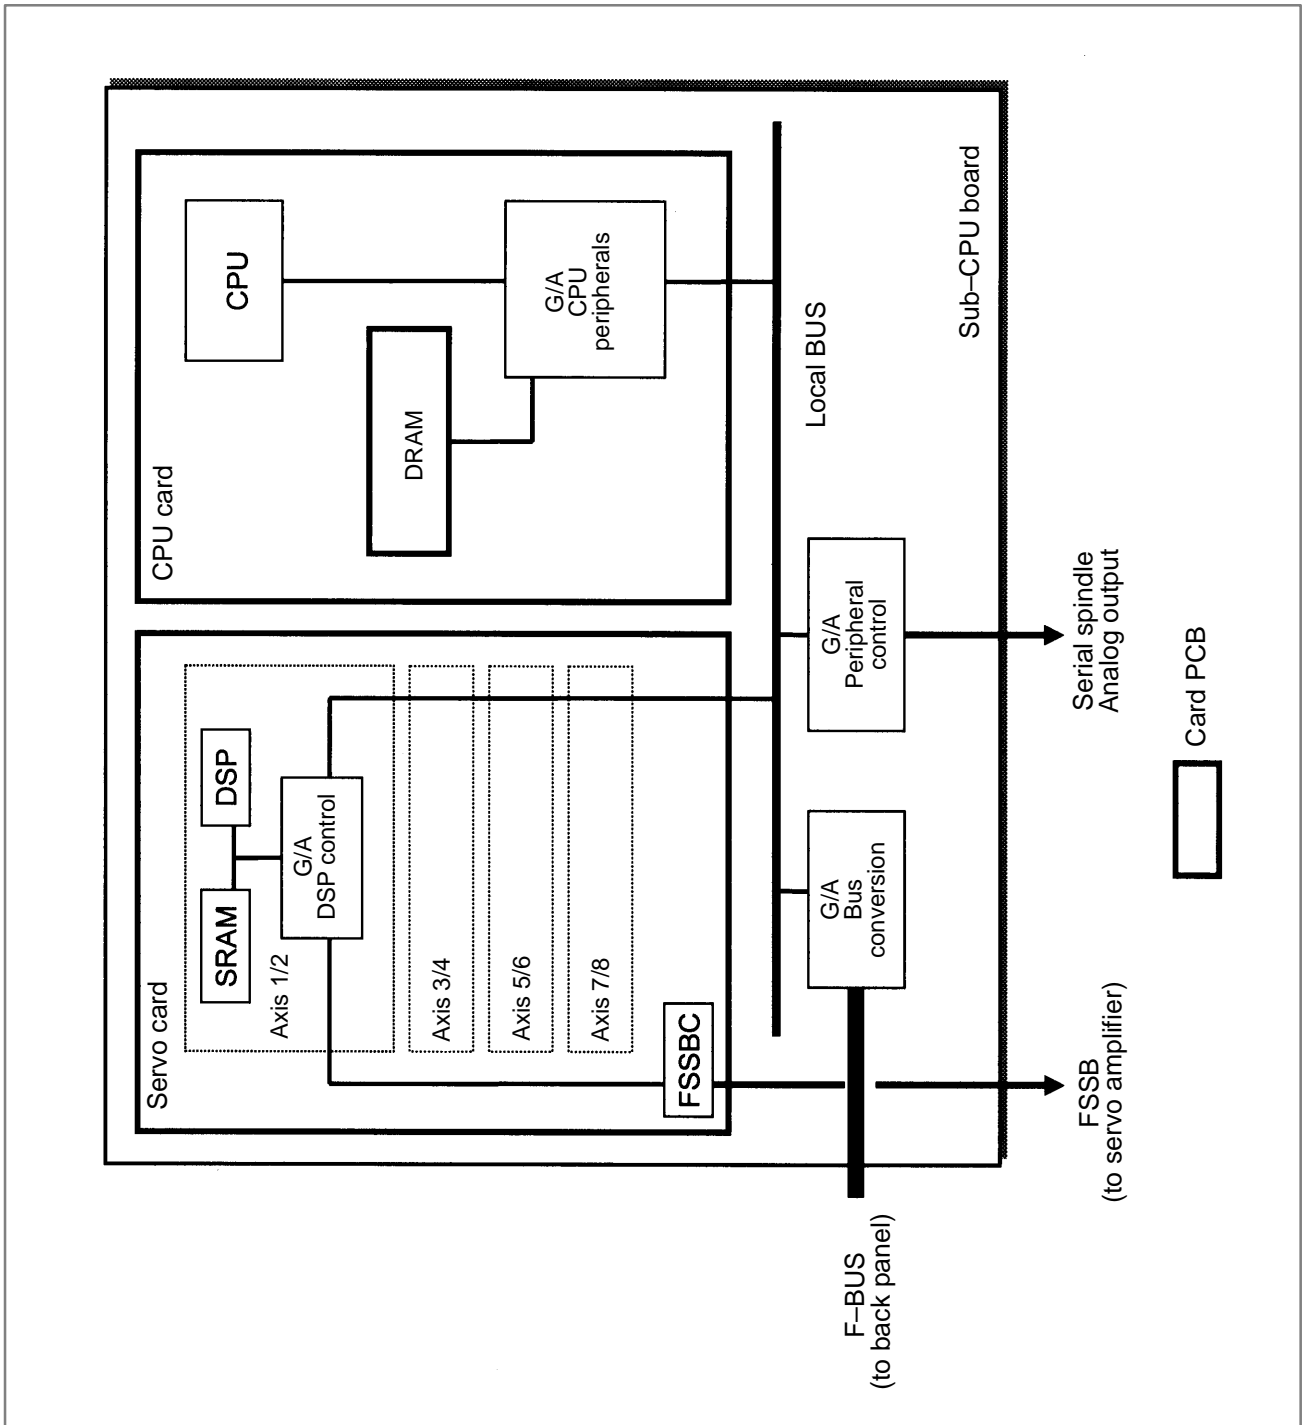 Servo card
SRAM
DSP
Axis 1/2
G/A
DSP control
Axis 3/4
Axis 5/6
Axis 7/8
FSSBC
CPU card
CPU
DRAM
G/A
CPU
peripherals
Local BUS
G/A
Bus
conversion
G/A
Peripheral
control
Sub–CPU board
F–BUS
(to back panel)
FSSB
(to servo amplifier)
Serial spindle
Analog output
Card PCB